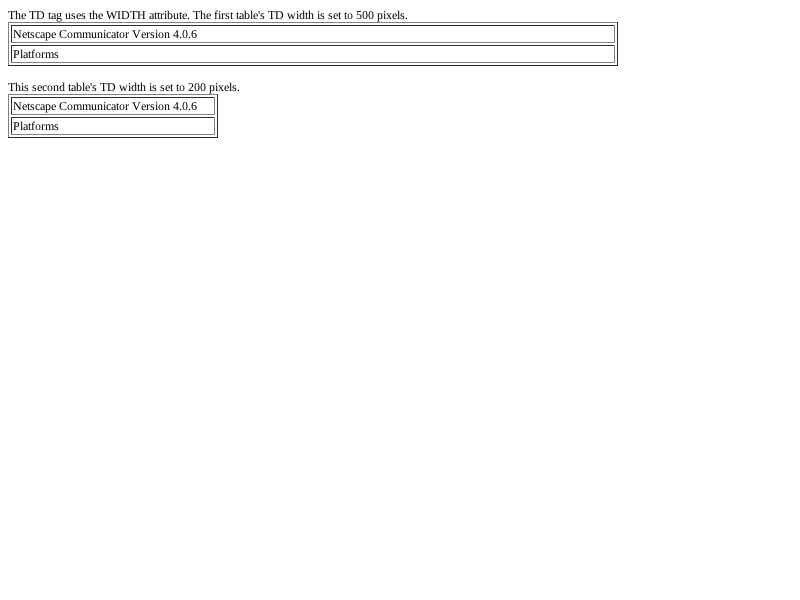 The TD tag uses the WIDTH attribute. The first table's TD width is set to 500 pixels.
Netscape Communicator Version 4.0.6
Platforms
This second table's TD width is set to 200 pixels.
Netscape Communicator Version 4.0.6
Platforms